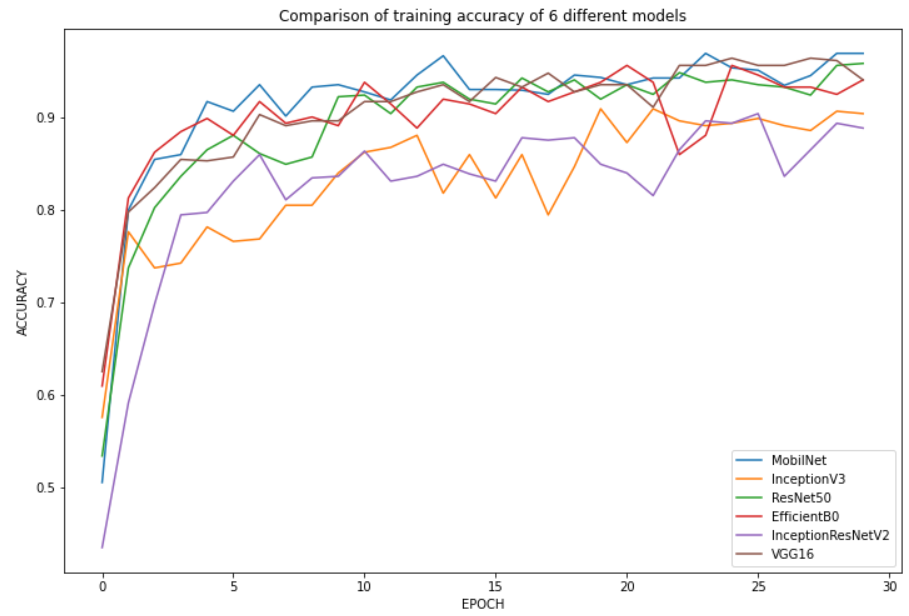 Comparison of training accuracy of 6 different models
ACCURACY
0.9
0.8
0.7
0.6
0.5
0
5
10
15
20
25
30
EPOCH
MobilNet
InceptionV3
ResNet50
EfficientB0
InceptionResNetV2
VGG16